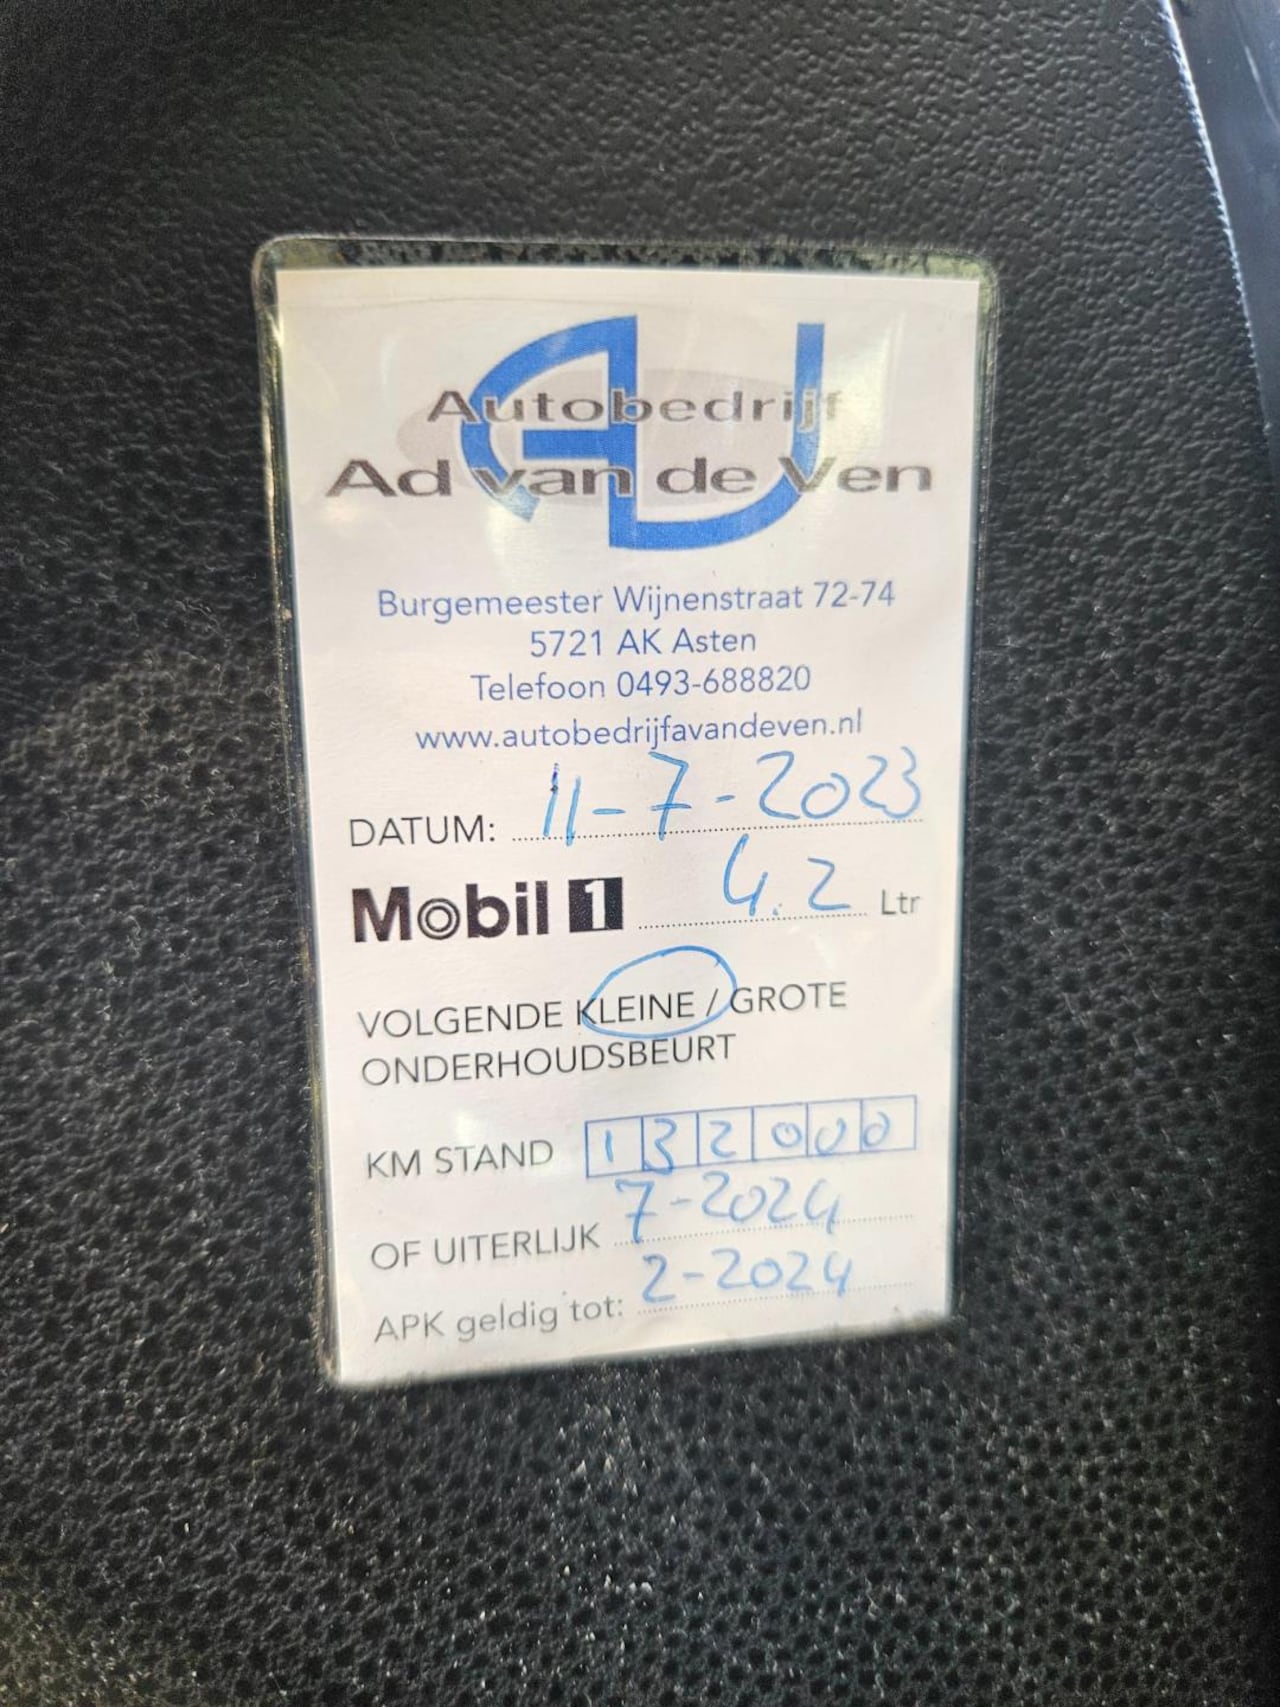 Autobedrijf
Ad van de Ven
Burgemeester Wijnenstraat 72-74
5721 AK Asten
Telefoon 0493-688820
www.autobedrijfavandeven.nl
DATUM: 11-7-2023
Mobil 1 4.2 Ltr
VOLGENDE KLEINE / GROTE
ONDERHOUDSBEURT
KM STAND 132000
OF UITERLIJK 7-2024
APK geldig tot: 2-2024